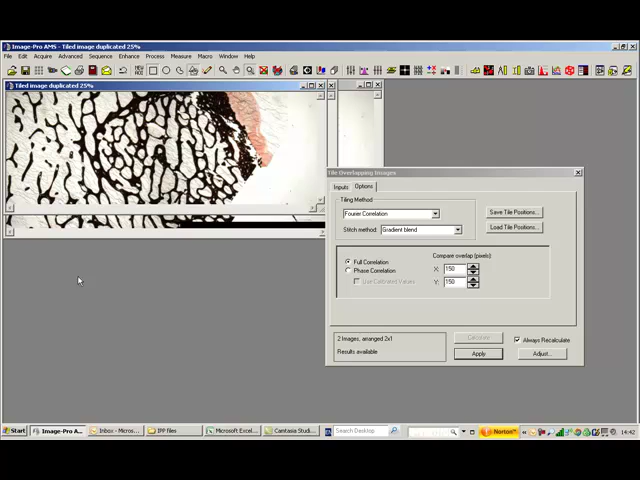 Image-Pro AMS - Tiled image duplicated 25%
File Edit Acquire Advanced Sequence Enhance Process Measure Macro Window Help
Tiled image duplicated 25%
Tile Overlapping Images
Inputs Options
Tiling Method
Fourier Correlation
Stitch method: Gradient blend
Save Tile Positions...
Load Tile Positions...
Full Correlation
Phase Correlation
Use Calibrated Values
Compare overlap (pixels):
X: 150
Y: 150
2 Images, arranged 2x1
Results available
Calculate
Always Recalculate
Apply
Adjust...
Start Image-Pro A... Inbox - Micros... IPP files Microsoft Excel... Camtasia Studi... Search Desktop Norton 14:42